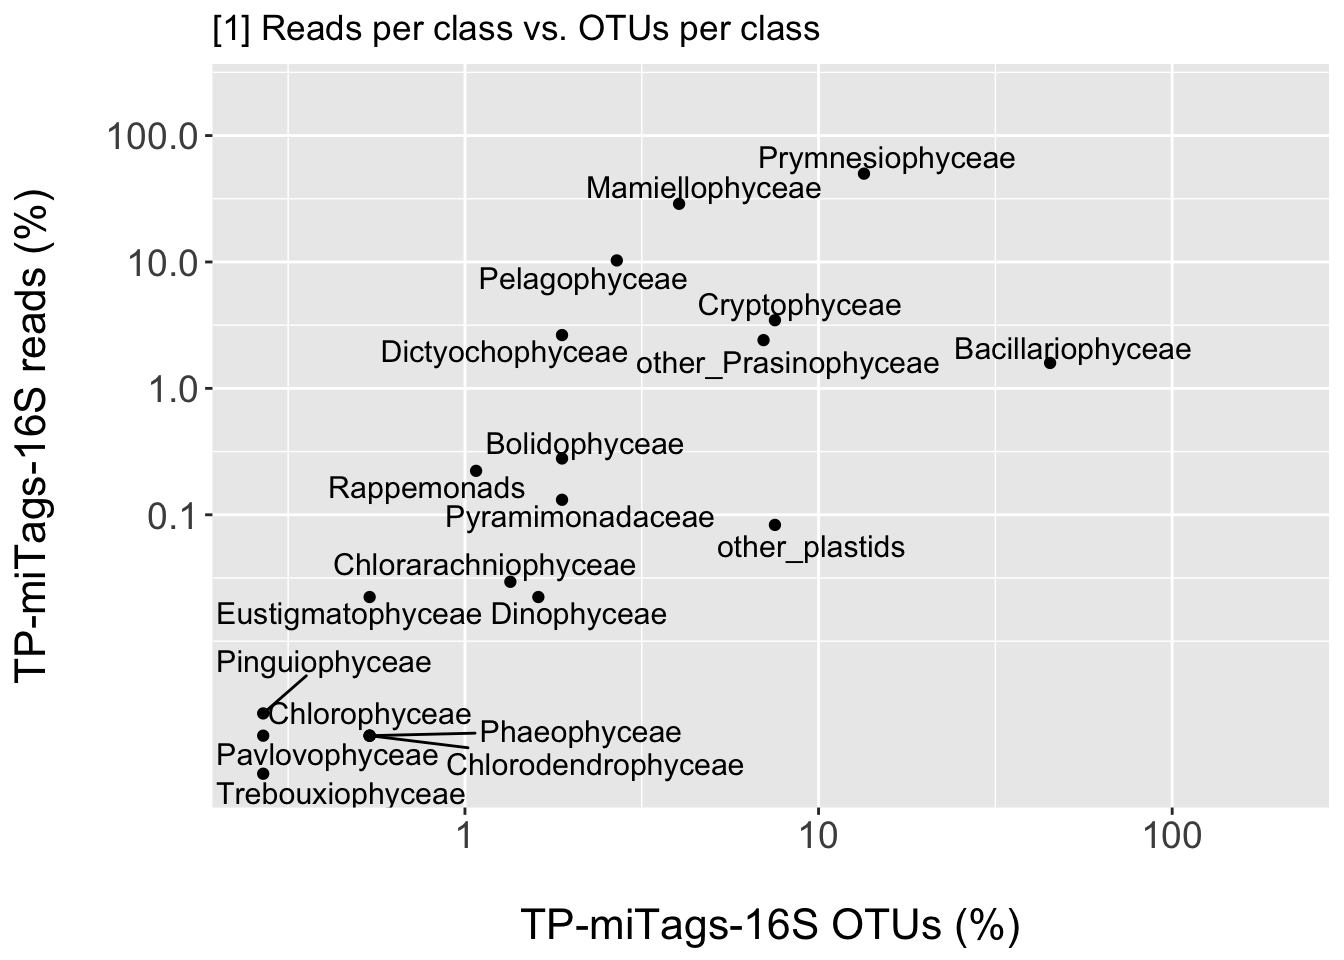 [1] Reads per class vs. OTUs per class
100.0
Prymnesiophyceae
Mamiellophyceae
10.0
Pelagophyceae
Cryptophyceae
Dictyochophyceae
other_Prasinophyceae
Bacillariophyceae
1.0
Bolidophyceae
Rappemonads
0.1
Pyramimonadaceae
other_plastids
Chlorarachniophyceae
Eustigmatophyceae
Dinophyceae
Pinguiophyceae
Chlorophyceae
Phaeophyceae
Pavlovophyceae
Chlorodendrophyceae
Trebouxiophyceae
1
10
100
TP-miTags-16S OTUs (%)
TP-miTags-16S reads (%)